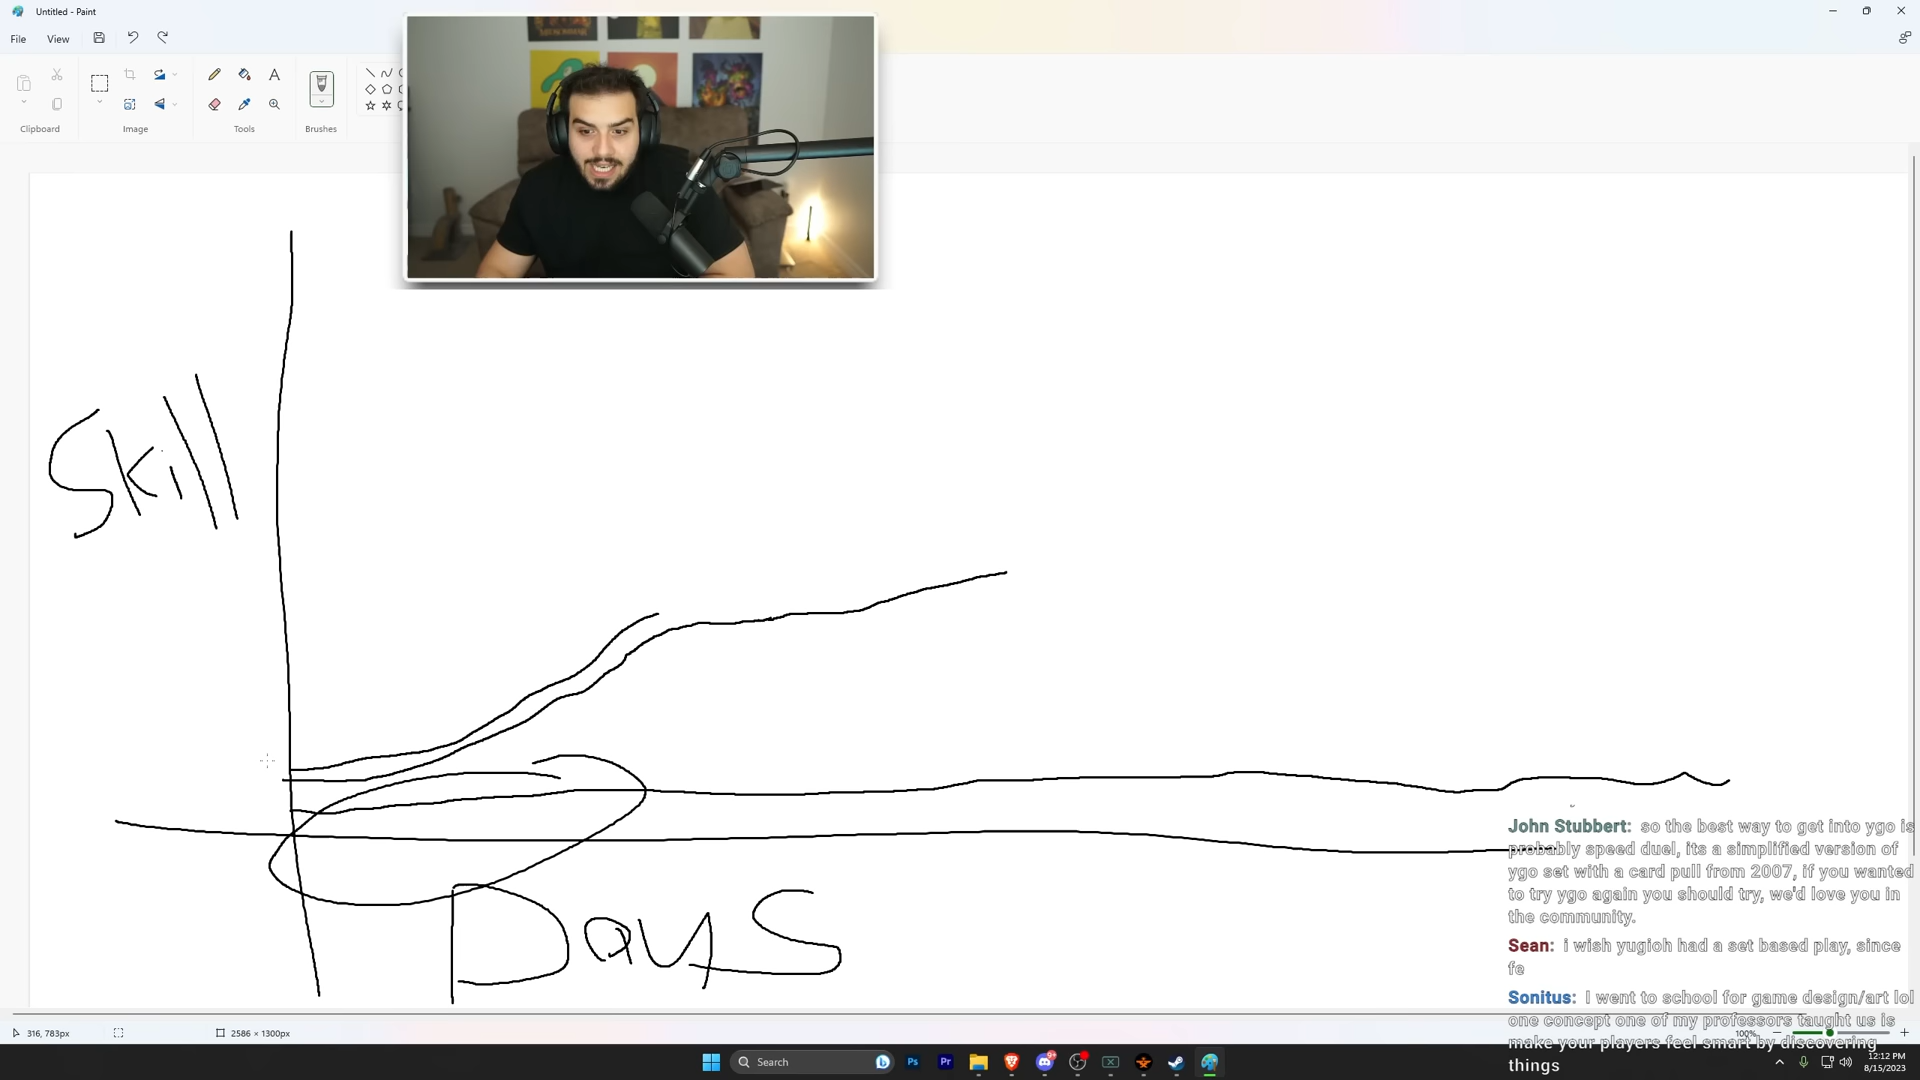 Untitled - Paint
File
View
Clipboard
Image
Tools
Brushes
Skill
Days
John Stubbert: so the best way to get into ygo is
probably speed duel, its a simplified version of
ygo set with a card pull from 2007, if you wanted
to try ygo again you should try, we'd love you in
the community.
Sean: i wish yugioh had a set based play, since
fe
Sonitus: I went to school for game design/art lol
one concept one of my professors taught us is
make your players feel smart by discovering
things
316, 783px
2586 × 1300px
100%
Search
Ps
Pr
12:12 PM
8/15/2023